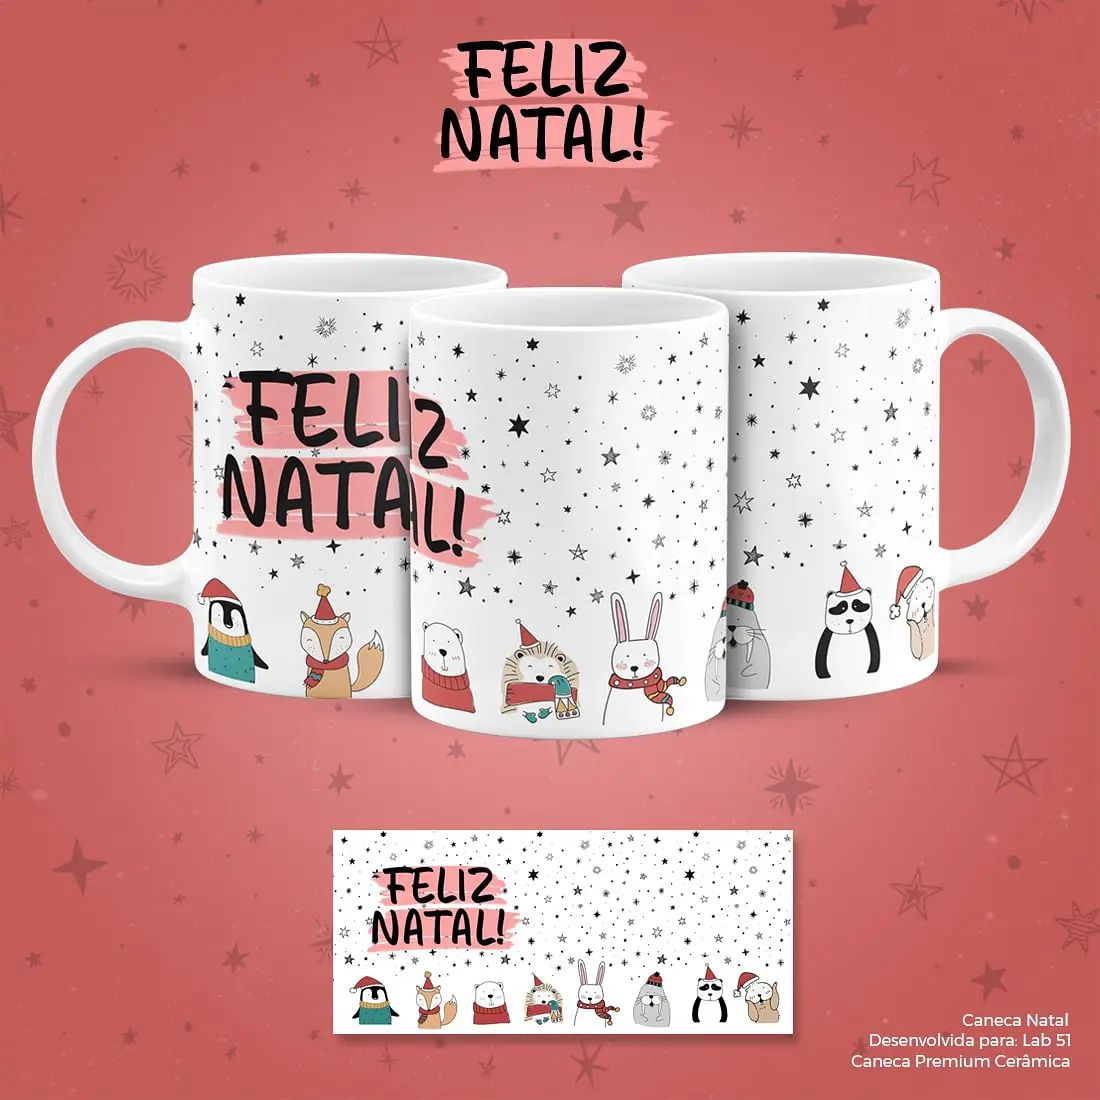 FELIZ
NATAL!
FELIZ
NATAL!
FELIZ
NATAL!
Caneca Natal
Desenvolvida para: Lab 51
Caneca Premium Cerâmica